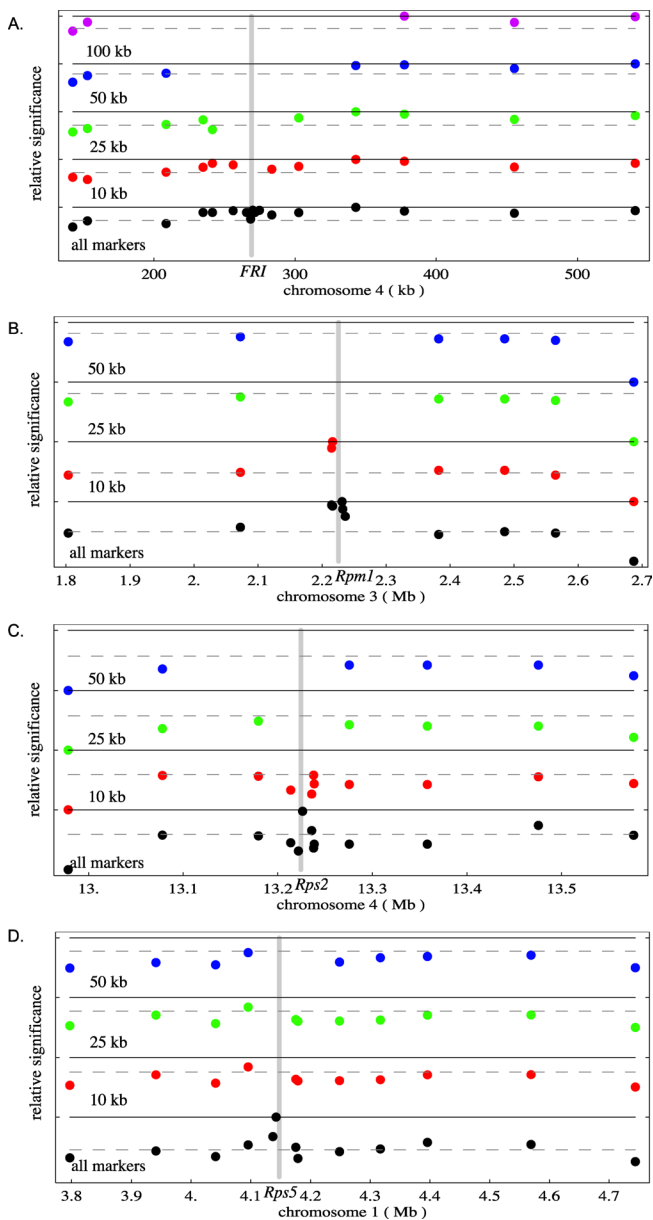 A.
relative significance
100 kb
50 kb
25 kb
10 kb
all markers
200 300 400 500
FRI
chromosome 4 ( kb )
B.
relative significance
50 kb
25 kb
10 kb
all markers
1.8 1.9 2. 2.1 2.2 2.3 2.4 2.5 2.6 2.7
Rpm1
chromosome 3 ( Mb )
C.
relative significance
50 kb
25 kb
10 kb
all markers
13. 13.1 13.2 13.3 13.4 13.5
Rps2
chromosome 4 ( Mb )
D.
relative significance
50 kb
25 kb
10 kb
all markers
3.8 3.9 4. 4.1 4.2 4.3 4.4 4.5 4.6 4.7
Rps5
chromosome 1 ( Mb )